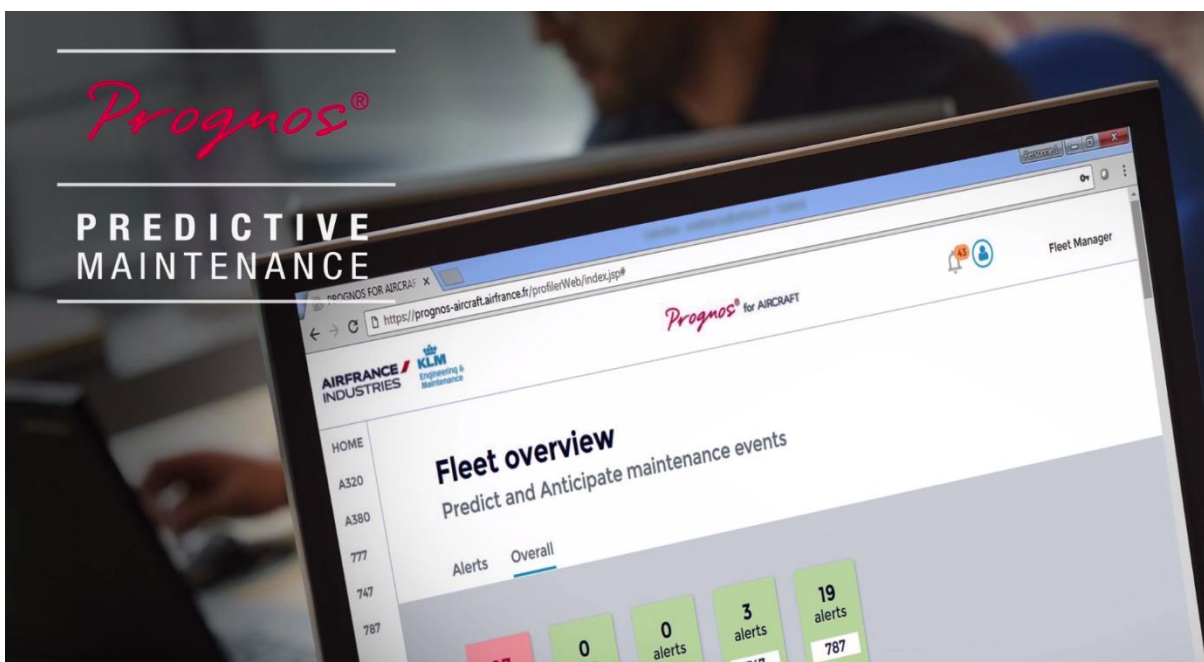 Prognos®
PREDICTIVE
MAINTENANCE
PROGNOS FOR AIRCRAF
https://prognos-aircraft.airfrance.fr/profilerWeb/index.jsp#
AIRFRANCE
INDUSTRIES
KLM
Engineering &
Maintenance
Prognos® for AIRCRAFT
43
Fleet Manager
HOME
A320
A380
777
747
787
Fleet overview
Predict and Anticipate maintenance events
Alerts Overall
0
0
alerts
3
alerts
19
alerts
787